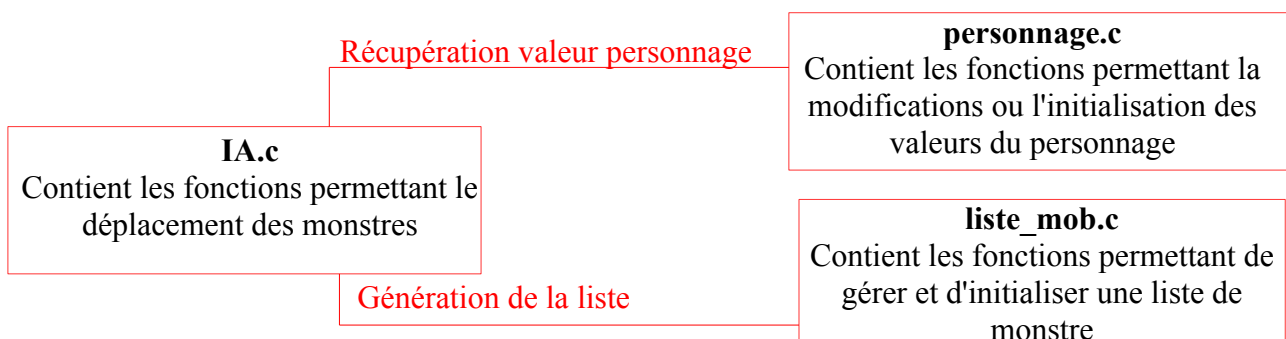 Récupération valeur personnage
personnage.c
Contient les fonctions permettant la
modifications ou l'initialisation des
valeurs du personnage
IA.c
Contient les fonctions permettant le
déplacement des monstres
liste_mob.c
Contient les fonctions permettant de
gérer et d'initialiser une liste de
monstre
Génération de la liste